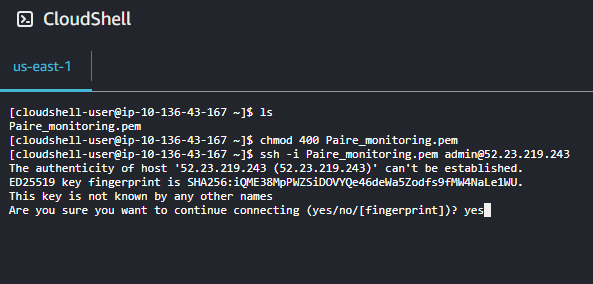 CloudShell
us-east-1
[cloudshell-user@ip-10-136-43-167 ~]$ ls
Paire_monitoring.pem
[cloudshell-user@ip-10-136-43-167 ~]$ chmod 400 Paire_monitoring.pem
[cloudshell-user@ip-10-136-43-167 ~]$ ssh -i Paire_monitoring.pem admin@52.23.219.243
The authenticity of host '52.23.219.243 (52.23.219.243)' can't be established.
ED25519 key fingerprint is SHA256:iQME38MpPWZSiDOVYQe46deWa5Zodfs9fMW4NaLe1WU.
This key is not known by any other names
Are you sure you want to continue connecting (yes/no/[fingerprint])? yes